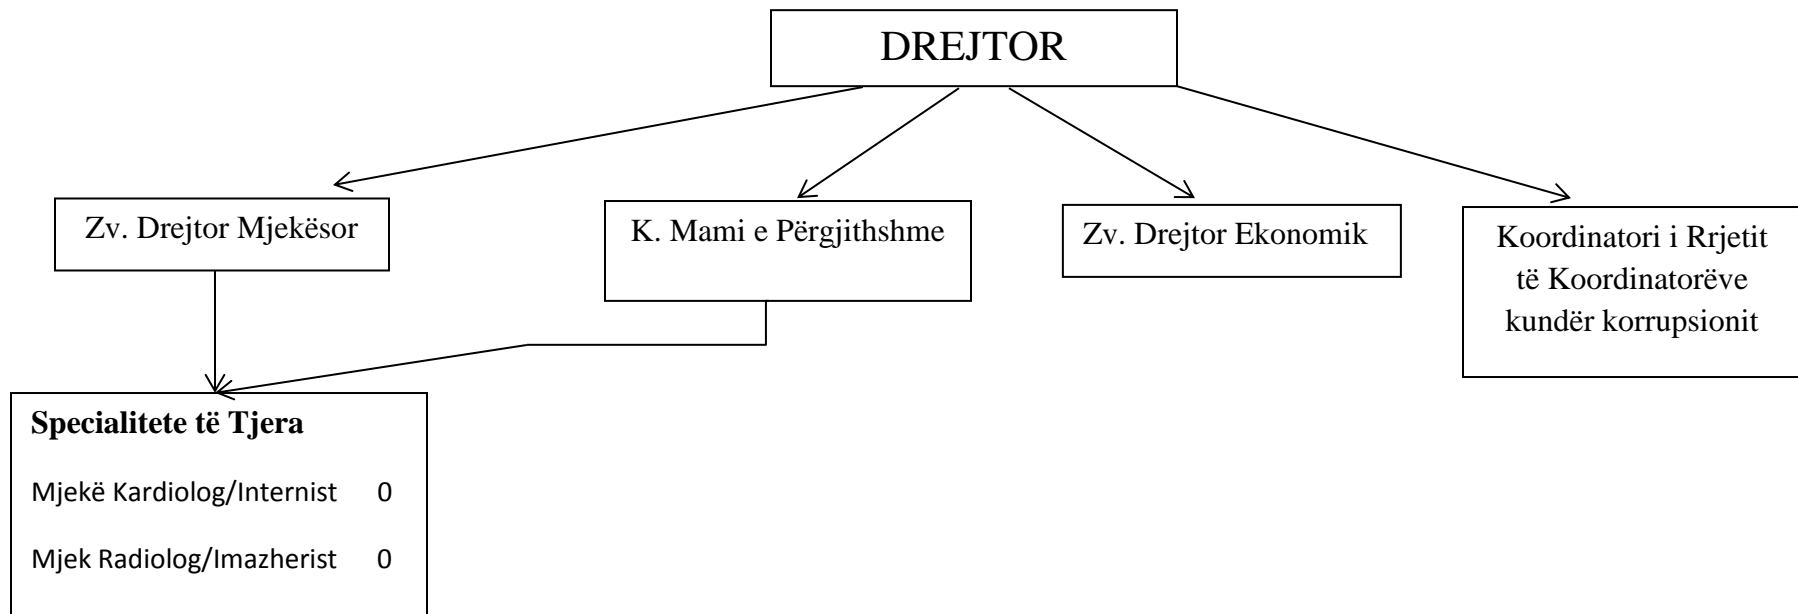 DREJTOR
Zv. Drejtor Mjekësor
K. Mami e Përgjithshme
Zv. Drejtor Ekonomik
Koordinatori i Rrjetit
të Koordinatorëve
kundër korrupsionit
Specialitete të Tjera
Mjekë Kardiolog/Internist 0
Mjek Radiolog/Imazherist 0